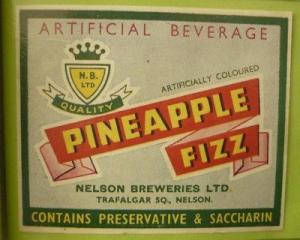 ARTIFICIAL BEVERAGE
N.B.
LTD
QUALITY
ARTIFICIALLY COLOURED
PINEAPPLE
FIZZ
NELSON BREWERIES LTD.
TRAFALGAR SQ., NELSON.
CONTAINS PRESERVATIVE & SACCHARIN